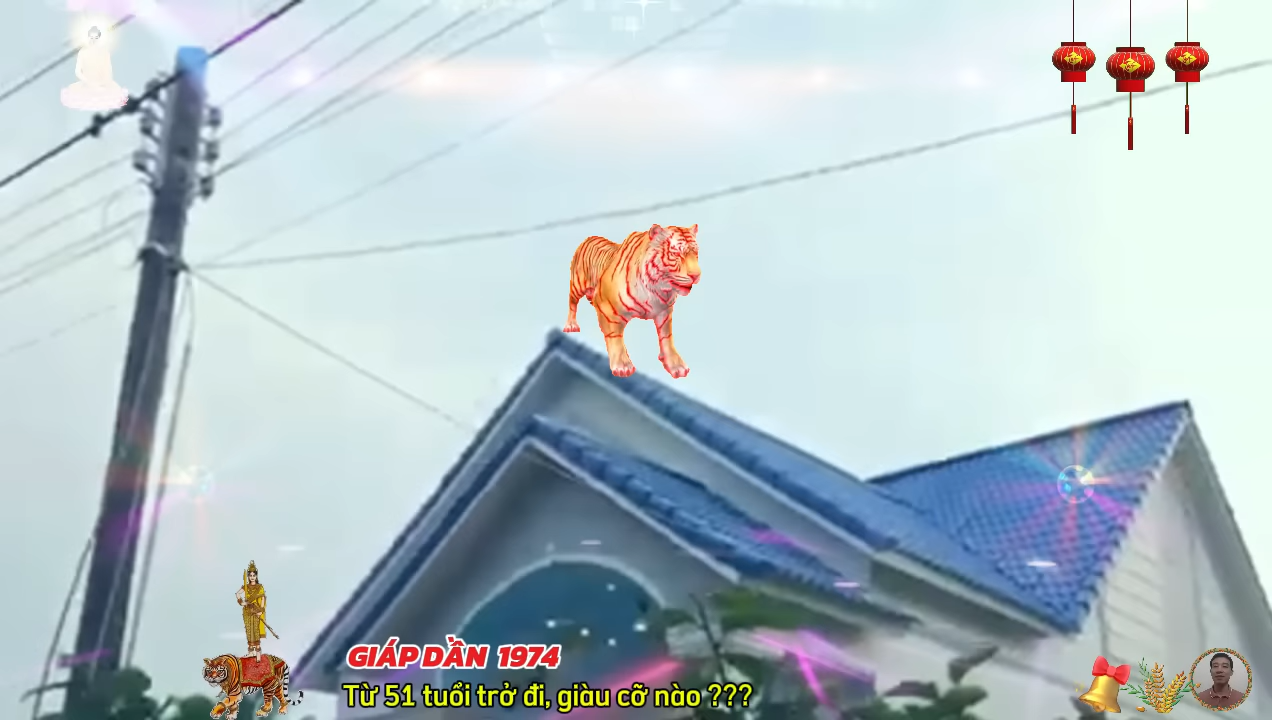 GIÁP DẦN 1974
Từ 51 tuổi trở đi, giàu cỡ nào ???